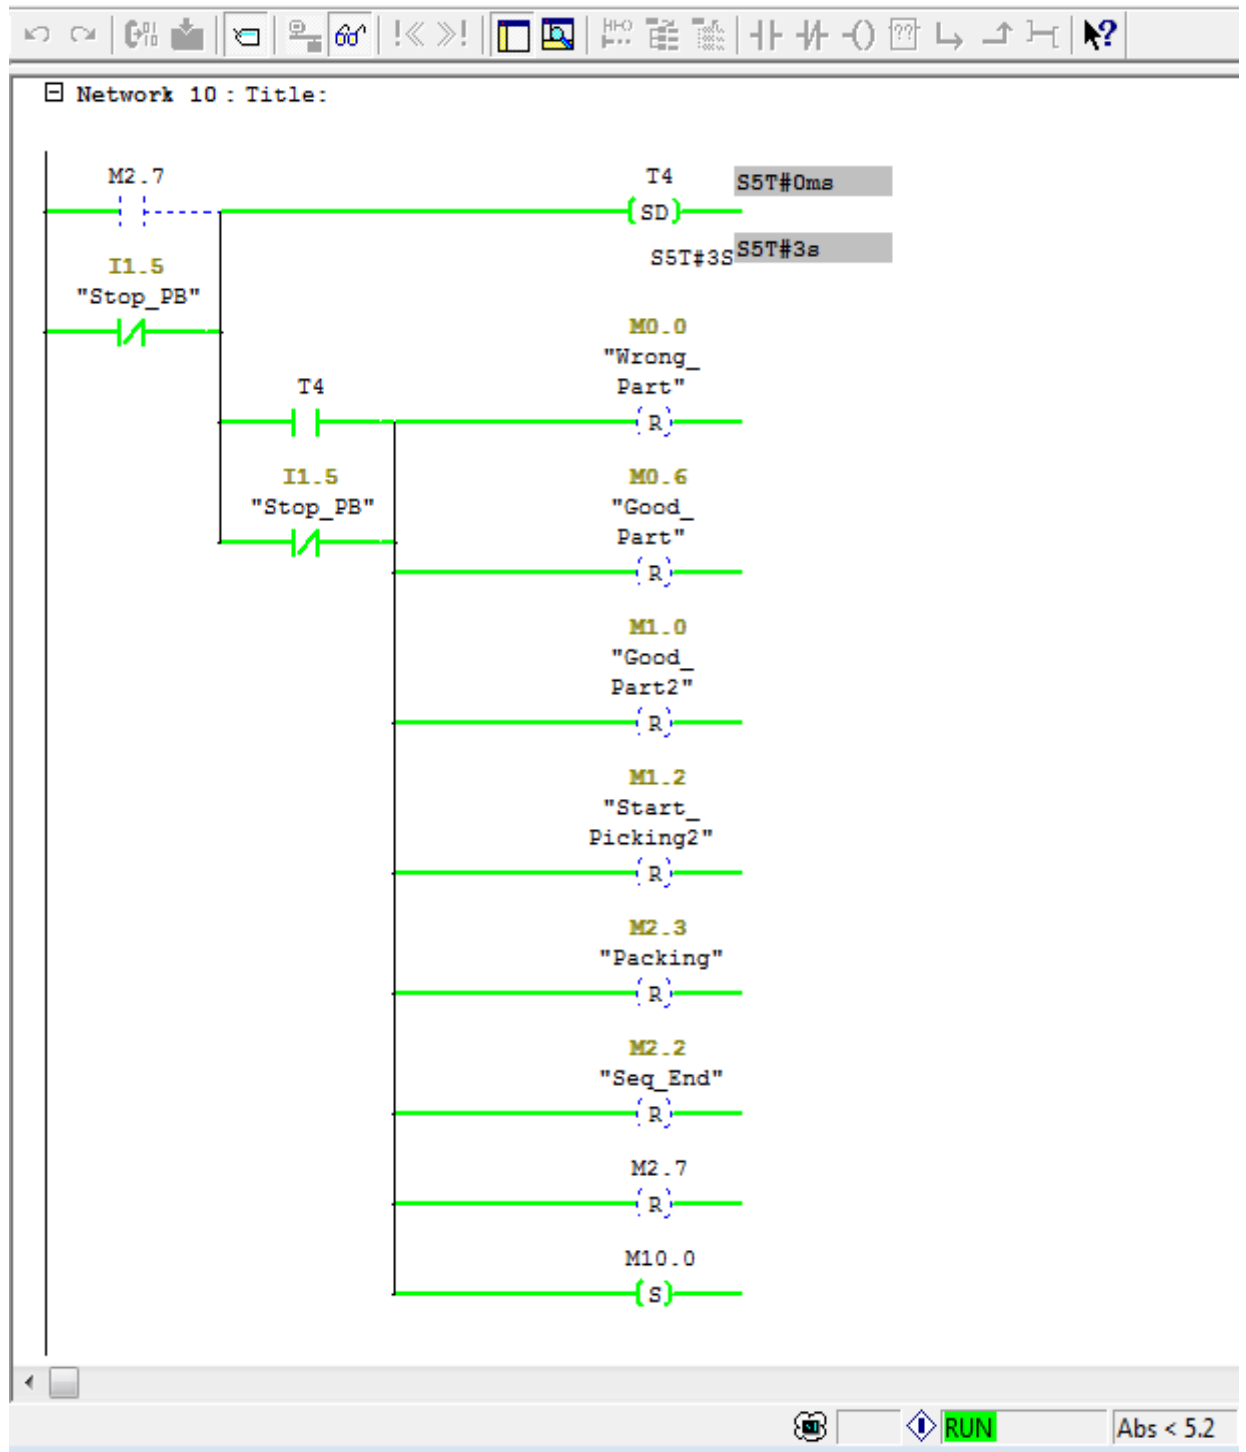 Network 10 : Title:
M2.7
T4
S5T#0ms
SD
S5T#3S
S5T#3s
I1.5
"Stop_PB"
M0.0
"Wrong_
Part"
T4
R
I1.5
"Stop_PB"
M0.6
"Good_
Part"
R
M1.0
"Good_
Part2"
R
M1.2
"Start_
Picking2"
R
M2.3
"Packing"
R
M2.2
"Seq_End"
R
M2.7
R
M10.0
S
RUN
Abs < 5.2